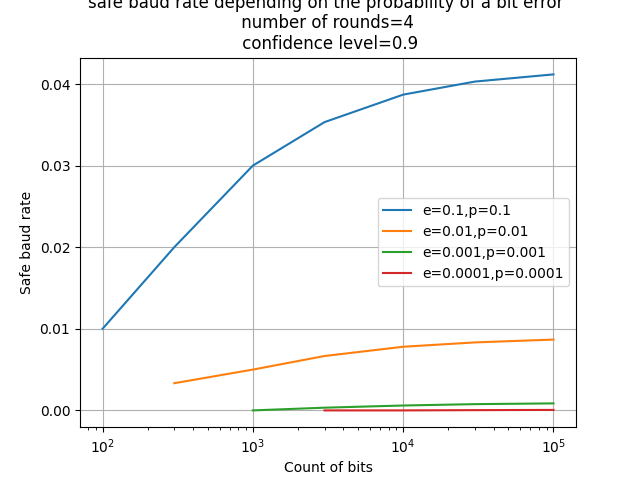 safe baud rate depending on the probability of a bit error
number of rounds=4
confidence level=0.9
Safe baud rate
0.04
0.03
0.02
0.01
0.00
e=0.1,p=0.1
e=0.01,p=0.01
e=0.001,p=0.001
e=0.0001,p=0.0001
10²
10³
10⁴
10⁵
Count of bits